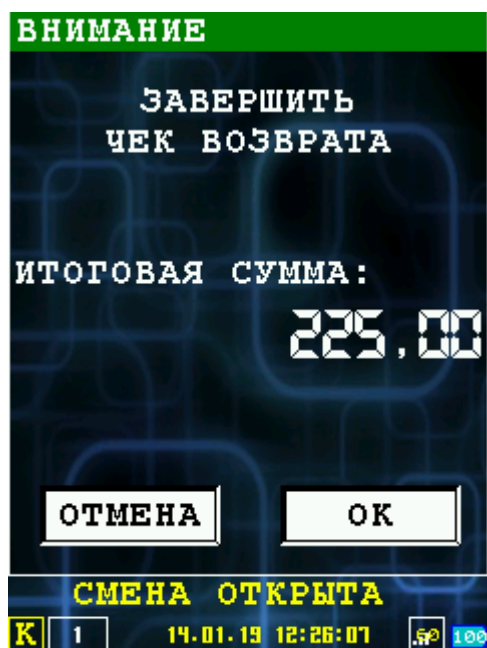 ВНИМАНИЕ
ЗАВЕРШИТЬ
ЧЕК ВОЗВРАТА
ИТОГОВАЯ СУММА:
225,00
ОТМЕНА ОК
СМЕНА ОТКРЫТА
К 1 14.01.19 12:26:07 100